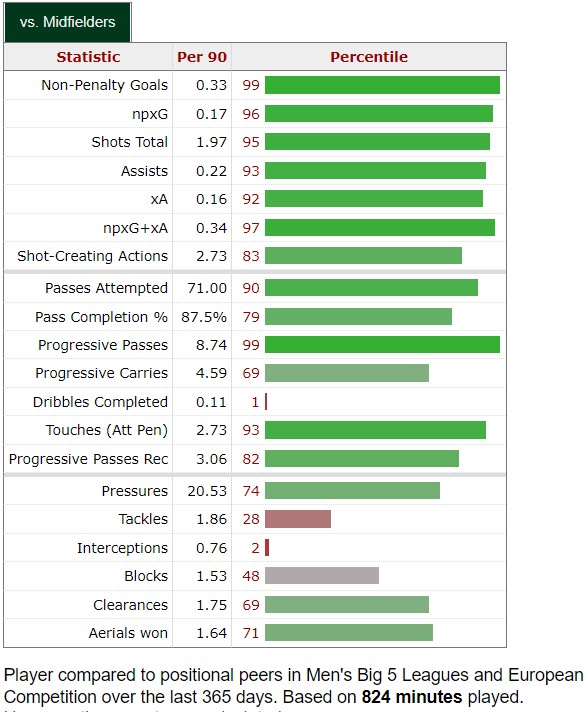 vs. Midfielders
Statistic Per 90 Percentile
Non-Penalty Goals 0.33 99
npxG 0.17 96
Shots Total 1.97 95
Assists 0.22 93
xA 0.16 92
npxG+xA 0.34 97
Shot-Creating Actions 2.73 83
Passes Attempted 71.00 90
Pass Completion % 87.5% 79
Progressive Passes 8.74 99
Progressive Carries 4.59 69
Dribbles Completed 0.11 1
Touches (Att Pen) 2.73 93
Progressive Passes Rec 3.06 82
Pressures 20.53 74
Tackles 1.86 28
Interceptions 0.76 2
Blocks 1.53 48
Clearances 1.75 69
Aerials won 1.64 71
Player compared to positional peers in Men's Big 5 Leagues and European
Competition over the last 365 days. Based on 824 minutes played.